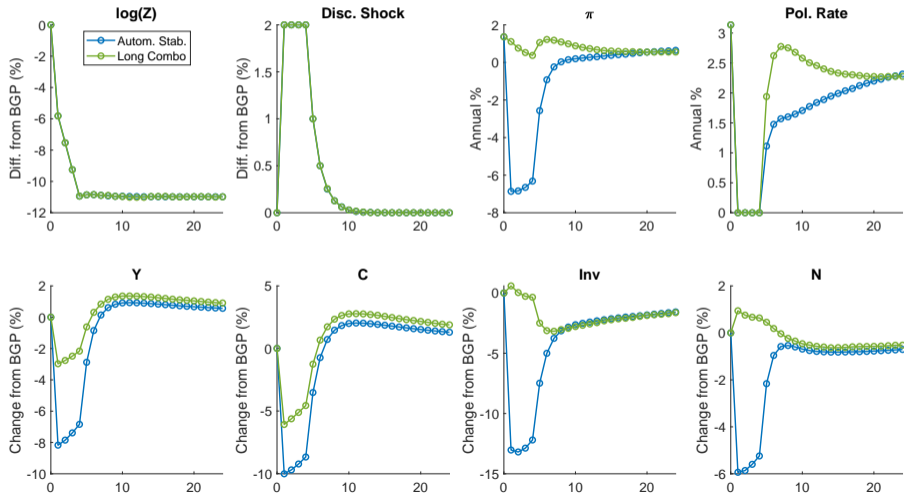 log(Z)
Disc. Shock
π
Pol. Rate
Autom. Stab.
Long Combo
Diff. from BGP (%)
0
-2
-4
-6
-8
-10
-12
0 10 20
Diff. from BGP (%)
2
1.5
1
0.5
0
0 10 20
Annual %
2
0
-2
-4
-6
-8
0 10 20
Annual %
3
2.5
2
1.5
1
0.5
0
0 10 20
Y
C
Inv
N
Change from BGP (%)
2
0
-2
-4
-6
-8
-10
0 10 20
Change from BGP (%)
5
0
-5
-10
0 10 20
Change from BGP (%)
0
-5
-10
-15
0 10 20
Change from BGP (%)
2
0
-2
-4
-6
0 10 20